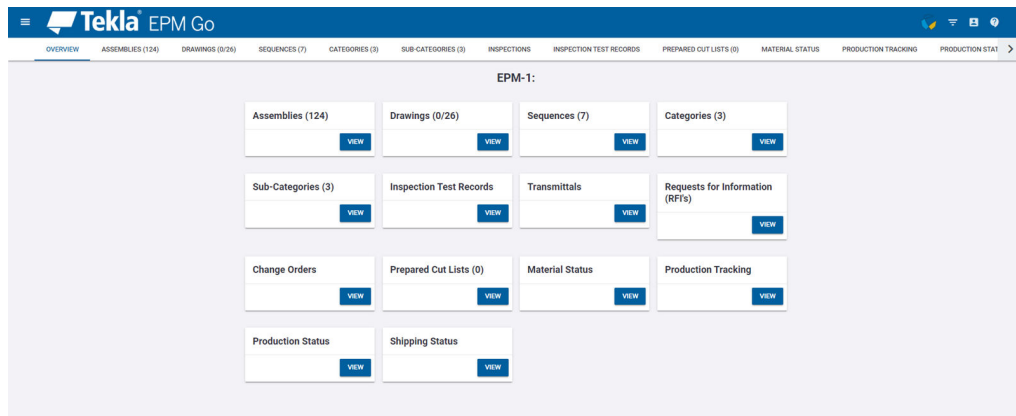 Tekla EPM Go
OVERVIEW ASSEMBLIES (124) DRAWINGS (0/26) SEQUENCES (7) CATEGORIES (3) SUB-CATEGORIES (3) INSPECTIONS INSPECTION TEST RECORDS PREPARED CUT LISTS (0) MATERIAL STATUS PRODUCTION TRACKING PRODUCTION STAT
EPM-1:
Assemblies (124) Drawings (0/26) Sequences (7) Categories (3)
VIEW VIEW VIEW VIEW
Sub-Categories (3) Inspection Test Records Transmittals Requests for Information
(RFI's)
VIEW VIEW VIEW
VIEW
Change Orders Prepared Cut Lists (0) Material Status Production Tracking
VIEW VIEW VIEW VIEW
Production Status Shipping Status
VIEW VIEW